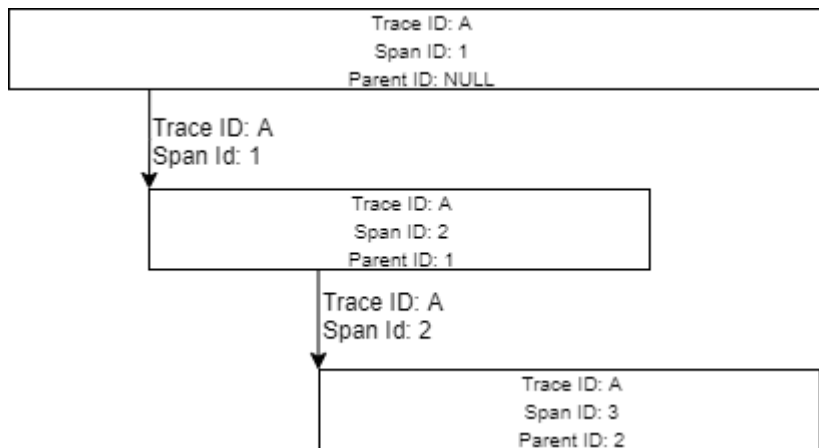 Trace ID: A
Span ID: 1
Parent ID: NULL
Trace ID: A
Span Id: 1
Trace ID: A
Span ID: 2
Parent ID: 1
Trace ID: A
Span Id: 2
Trace ID: A
Span ID: 3
Parent ID: 2